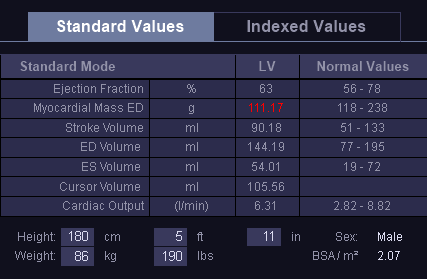 Standard Values Indexed Values
Standard Mode LV Normal Values
Ejection Fraction % 63 56 - 78
Myocardial Mass ED g 111.17 118 - 238
Stroke Volume ml 90.18 51 - 133
ED Volume ml 144.19 77 - 195
ES Volume ml 54.01 19 - 72
Cursor Volume ml 105.56
Cardiac Output (l/min) 6.31 2.82 - 8.82
Height: 180 cm 5 ft 11 in Sex: Male
Weight: 86 kg 190 lbs BSA / m² 2.07